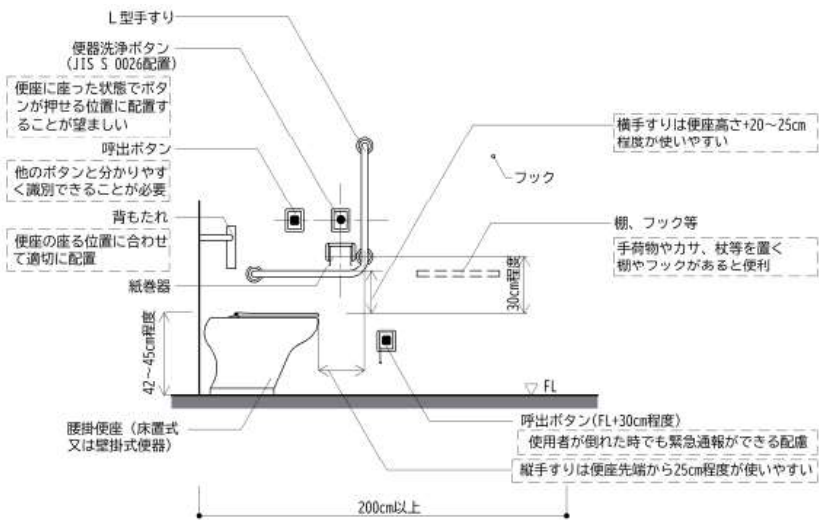 L型手すり
便器洗浄ボタン
(JIS S 0026配置)
便座に座った状態でボタ
ンが押せる位置に配置す
ることが望ましい
呼出ボタン
他のボタンと分かりやす
く識別できることが必要
背もたれ
便座の座る位置に合わせ
て適切に配置
紙巻器
横手すりは便座高さ+20～25cm
程度が使いやすい
フック
棚、フック等
手荷物やカサ、杖等を置く
棚やフックがあると便利
30cm程度
42～45cm程度
FL
腰掛便座（床置式
又は壁掛式便器）
呼出ボタン(FL+30cm程度)
使用者が倒れた時でも緊急通報ができる配慮
縦手すりは便座先端から25cm程度が使いやすい
200cm以上